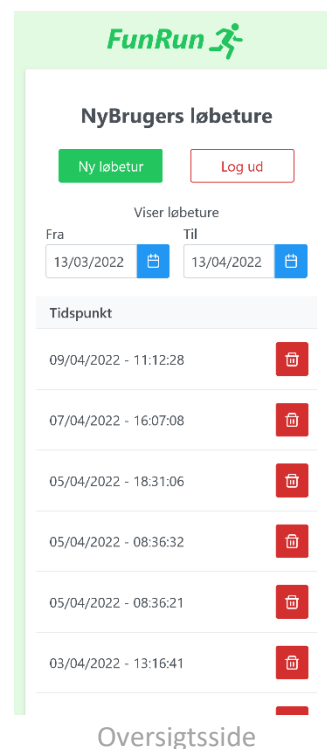 FunRun
NyBrugers løbeture
Ny løbetur Log ud
Viser løbeture
Fra Til
13/03/2022 13/04/2022
Tidspunkt
09/04/2022 - 11:12:28
07/04/2022 - 16:07:08
05/04/2022 - 18:31:06
05/04/2022 - 08:36:32
05/04/2022 - 08:36:21
03/04/2022 - 13:16:41
Oversigtsside